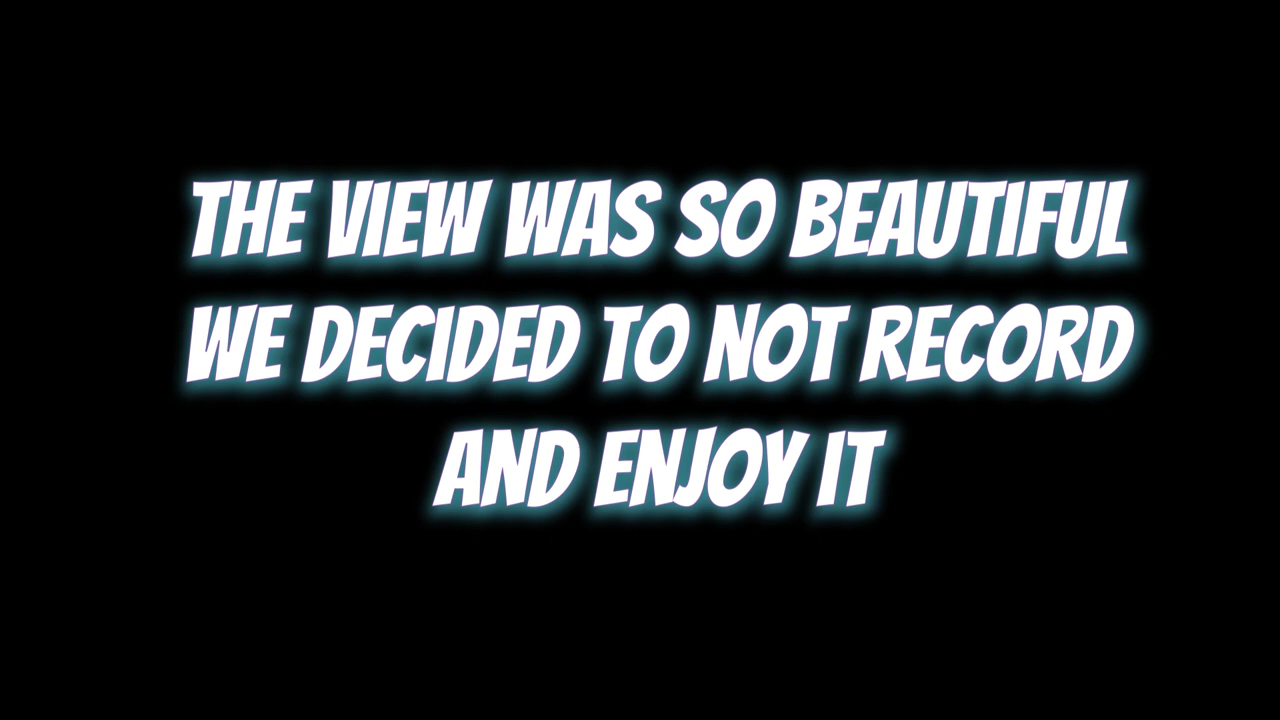 THE VIEW WAS SO BEAUTIFUL
WE DECIDED TO NOT RECORD
AND ENJOY IT